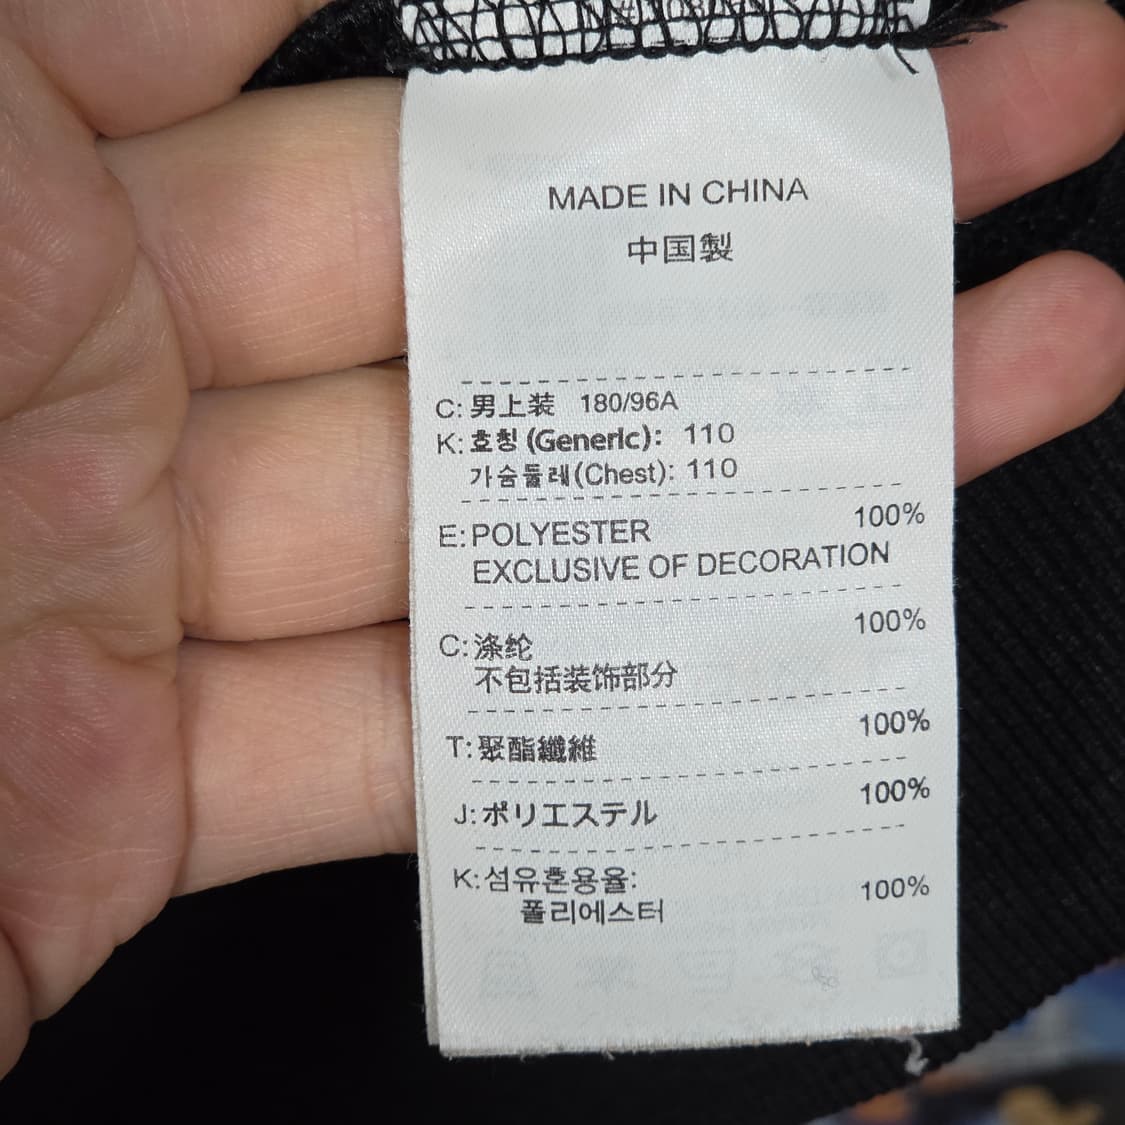 MADE IN CHINA
中国製
C: 男上装 180/96A
K: 호칭 (Generic): 110
가슴둘레(Chest): 110
E: POLYESTER 100%
EXCLUSIVE OF DECORATION
C: 涤纶 100%
不包括装饰部分
T: 聚酯纖維 100%
J: ポリエステル 100%
K: 섬유혼용율:
폴리에스터 100%